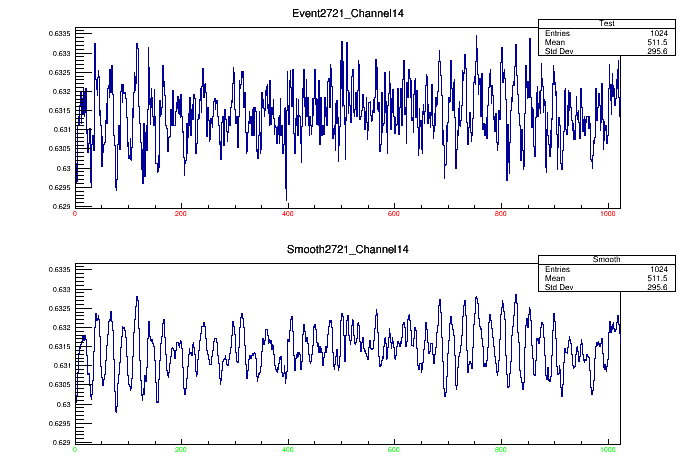 Event2721_Channel14
Test
Entries 1024
Mean 511.5
Std Dev 295.6
0.6335
0.633
0.6325
0.632
0.6315
0.631
0.6305
0.63
0.6295
0.629
0 200 400 600 800 1000
Smooth2721_Channel14
Smooth
Entries 1024
Mean 511.5
Std Dev 295.6
0.6335
0.633
0.6325
0.632
0.6315
0.631
0.6305
0.63
0.6295
0.629
0 200 400 600 800 1000